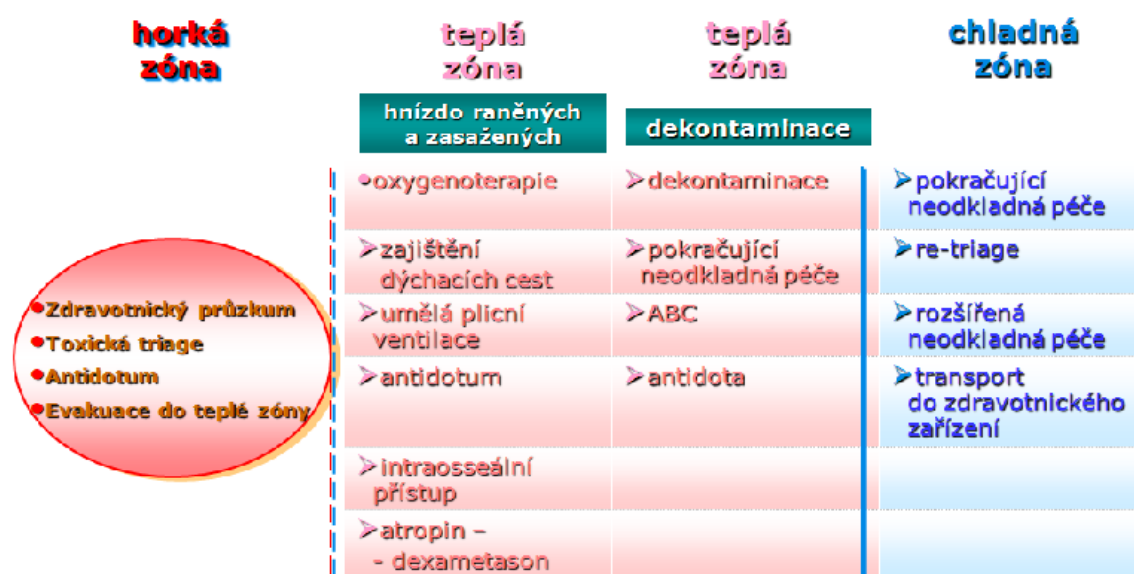 horká
zóna
teplá
zóna
teplá
zóna
chladná
zóna
hnízdo raněných
a zasažených
dekontaminace
•Zdravotnický průzkum
•Toxická triage
•Antidotum
•Evakuace do teplé zóny
•oxygenoterapie
➢zajištění
dýchacích cest
➢umělá plicní
ventilace
➢antidotum
➢intraosseální
přístup
➢atropin –
- dexametason
➢dekontaminace
➢pokračující
neodkladná péče
➢ABC
➢antidota
➢pokračující
neodkladná péče
➢re-triage
➢rozšířená
neodkladná péče
➢transport
do zdravotnického
zařízení